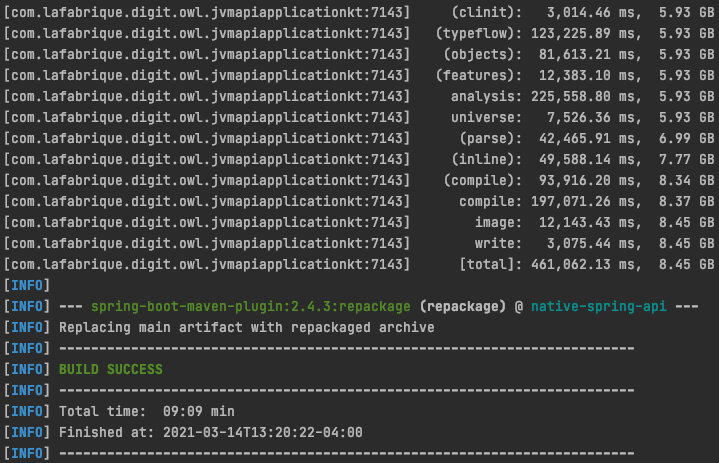 [com.lafabrique.digit.owl.jvmapiapplicationkt:7143]     (clinit):   3,014.46 ms,  5.93 GB
[com.lafabrique.digit.owl.jvmapiapplicationkt:7143]   (typeflow): 123,225.89 ms,  5.93 GB
[com.lafabrique.digit.owl.jvmapiapplicationkt:7143]    (objects):  81,613.21 ms,  5.93 GB
[com.lafabrique.digit.owl.jvmapiapplicationkt:7143]   (features):  12,383.10 ms,  5.93 GB
[com.lafabrique.digit.owl.jvmapiapplicationkt:7143]     analysis: 225,558.80 ms,  5.93 GB
[com.lafabrique.digit.owl.jvmapiapplicationkt:7143]     universe:   7,526.36 ms,  5.93 GB
[com.lafabrique.digit.owl.jvmapiapplicationkt:7143]      (parse):  42,465.91 ms,  6.99 GB
[com.lafabrique.digit.owl.jvmapiapplicationkt:7143]     (inline):  49,588.14 ms,  7.77 GB
[com.lafabrique.digit.owl.jvmapiapplicationkt:7143]    (compile):  93,916.20 ms,  8.34 GB
[com.lafabrique.digit.owl.jvmapiapplicationkt:7143]      compile: 197,071.26 ms,  8.37 GB
[com.lafabrique.digit.owl.jvmapiapplicationkt:7143]        image:  12,143.43 ms,  8.45 GB
[com.lafabrique.digit.owl.jvmapiapplicationkt:7143]        write:   3,075.44 ms,  8.45 GB
[com.lafabrique.digit.owl.jvmapiapplicationkt:7143]      [total]: 461,062.13 ms,  8.45 GB
[INFO]
[INFO] --- spring-boot-maven-plugin:2.4.3:repackage (repackage) @ native-spring-api ---
[INFO] Replacing main artifact with repackaged archive
[INFO] ------------------------------------------------------------------------
[INFO] BUILD SUCCESS
[INFO] ------------------------------------------------------------------------
[INFO] Total time:  09:09 min
[INFO] Finished at: 2021-03-14T13:20:22-04:00
[INFO] ------------------------------------------------------------------------